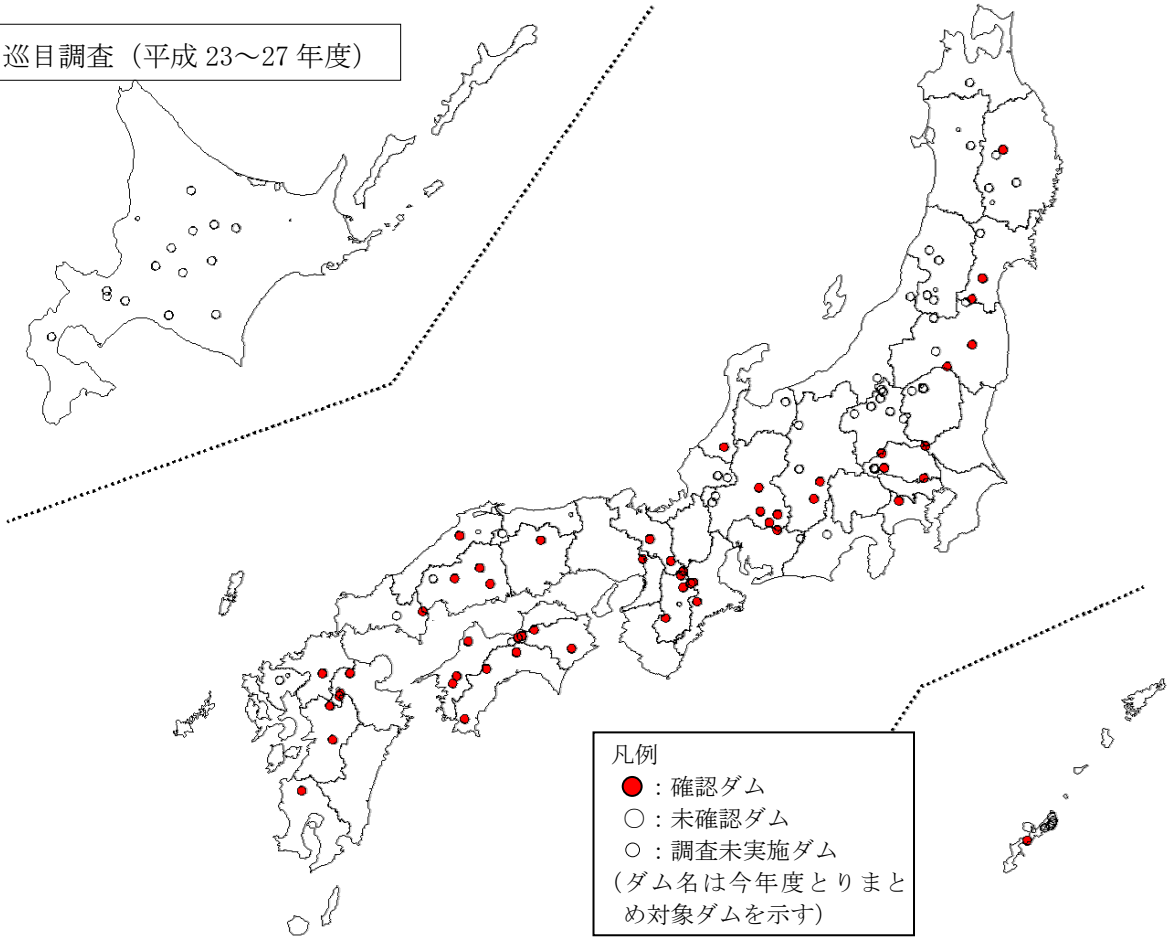 巡目調査（平成 23～27 年度）
凡例
：確認ダム
：未確認ダム
：調査未実施ダム
（ダム名は今年度とりまと
め対象ダムを示す）